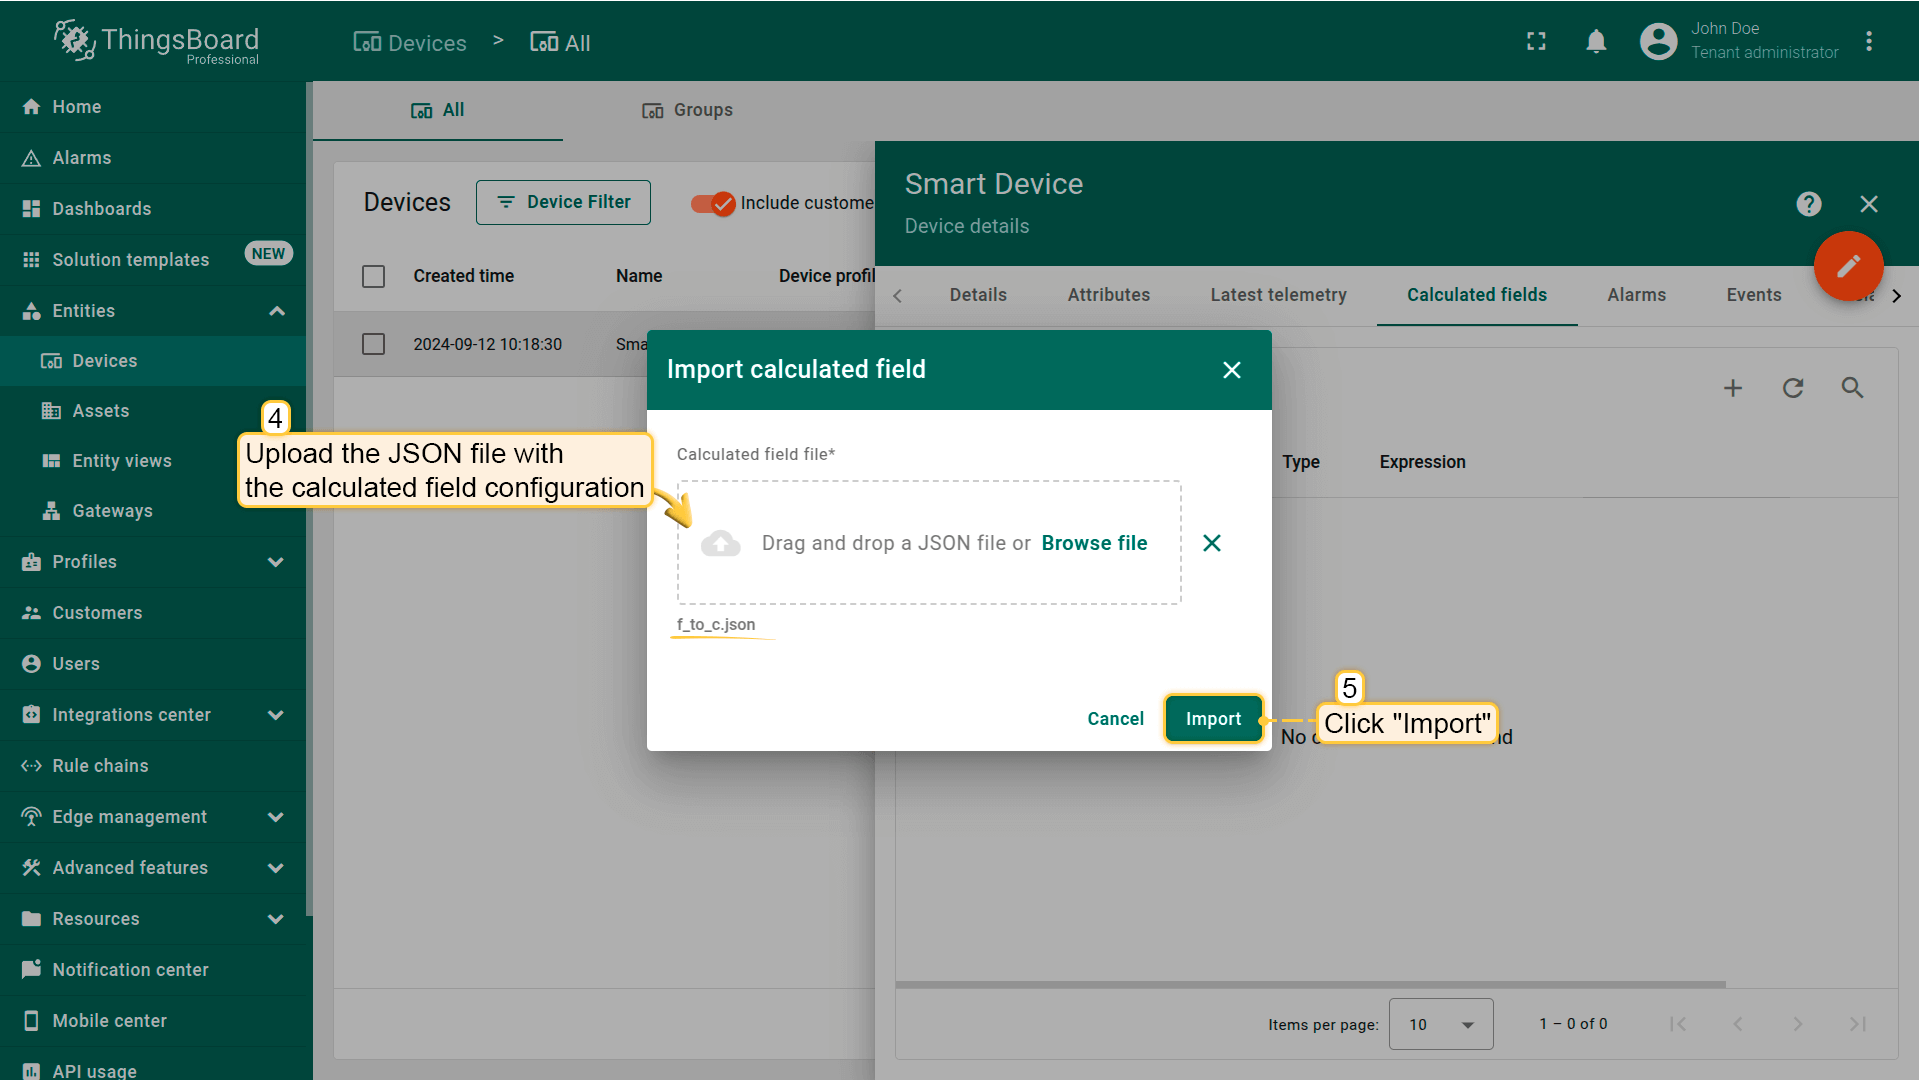 ThingsBoard
Professional
Devices > All
John Doe
Tenant administrator
Home
Alarms
Dashboards
Solution templates NEW
Entities
Devices
Assets
Entity views
Gateways
Profiles
Customers
Users
Integrations center
Rule chains
Edge management
Advanced features
Resources
Notification center
Mobile center
API usage
All
Groups
Devices
Device Filter
Include custome
Created time Name Device profil
2024-09-12 10:18:30 Sma
Smart Device
Device details
Details Attributes Latest telemetry Calculated fields Alarms Events
Type Expression
Import calculated field
4
Upload the JSON file with
the calculated field configuration
Calculated field file*
Drag and drop a JSON file or Browse file
f_to_c.json
Cancel Import
5
Click "Import"
No
Items per page: 10 1 – 0 of 0